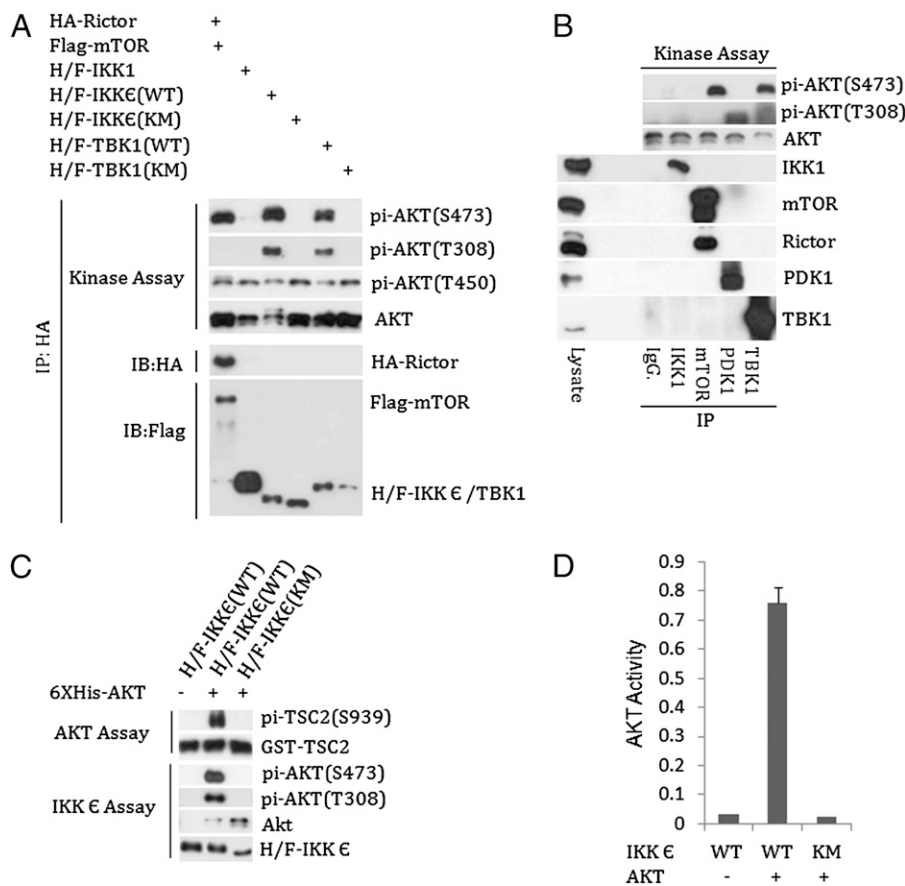 A
HA-Rictor +
Flag-mTOR +
H/F-IKK1 +
H/F-IKKЄ(WT) +
H/F-IKKЄ(KM) +
H/F-TBK1(WT) +
H/F-TBK1(KM) +
IP: HA
Kinase Assay
pi-AKT(S473)
pi-AKT(T308)
pi-AKT(T450)
AKT
IB:HA
HA-Rictor
IB:Flag
Flag-mTOR
H/F-IKK Є /TBK1
B
Kinase Assay
pi-AKT(S473)
pi-AKT(T308)
AKT
IKK1
mTOR
Rictor
PDK1
TBK1
Lysate
IgG.
IKK1
mTOR
PDK1
TBK1
IP
C
H/F-IKKЄ(WT)
H/F-IKKЄ(WT)
H/F-IKKЄ(KM)
6XHis-AKT - + +
AKT Assay
pi-TSC2(S939)
GST-TSC2
IKK Є Assay
pi-AKT(S473)
pi-AKT(T308)
Akt
H/F-IKK Є
D
AKT Activity
0.9
0.8
0.7
0.6
0.5
0.4
0.3
0.2
0.1
0
IKK Є WT WT KM
AKT - + +